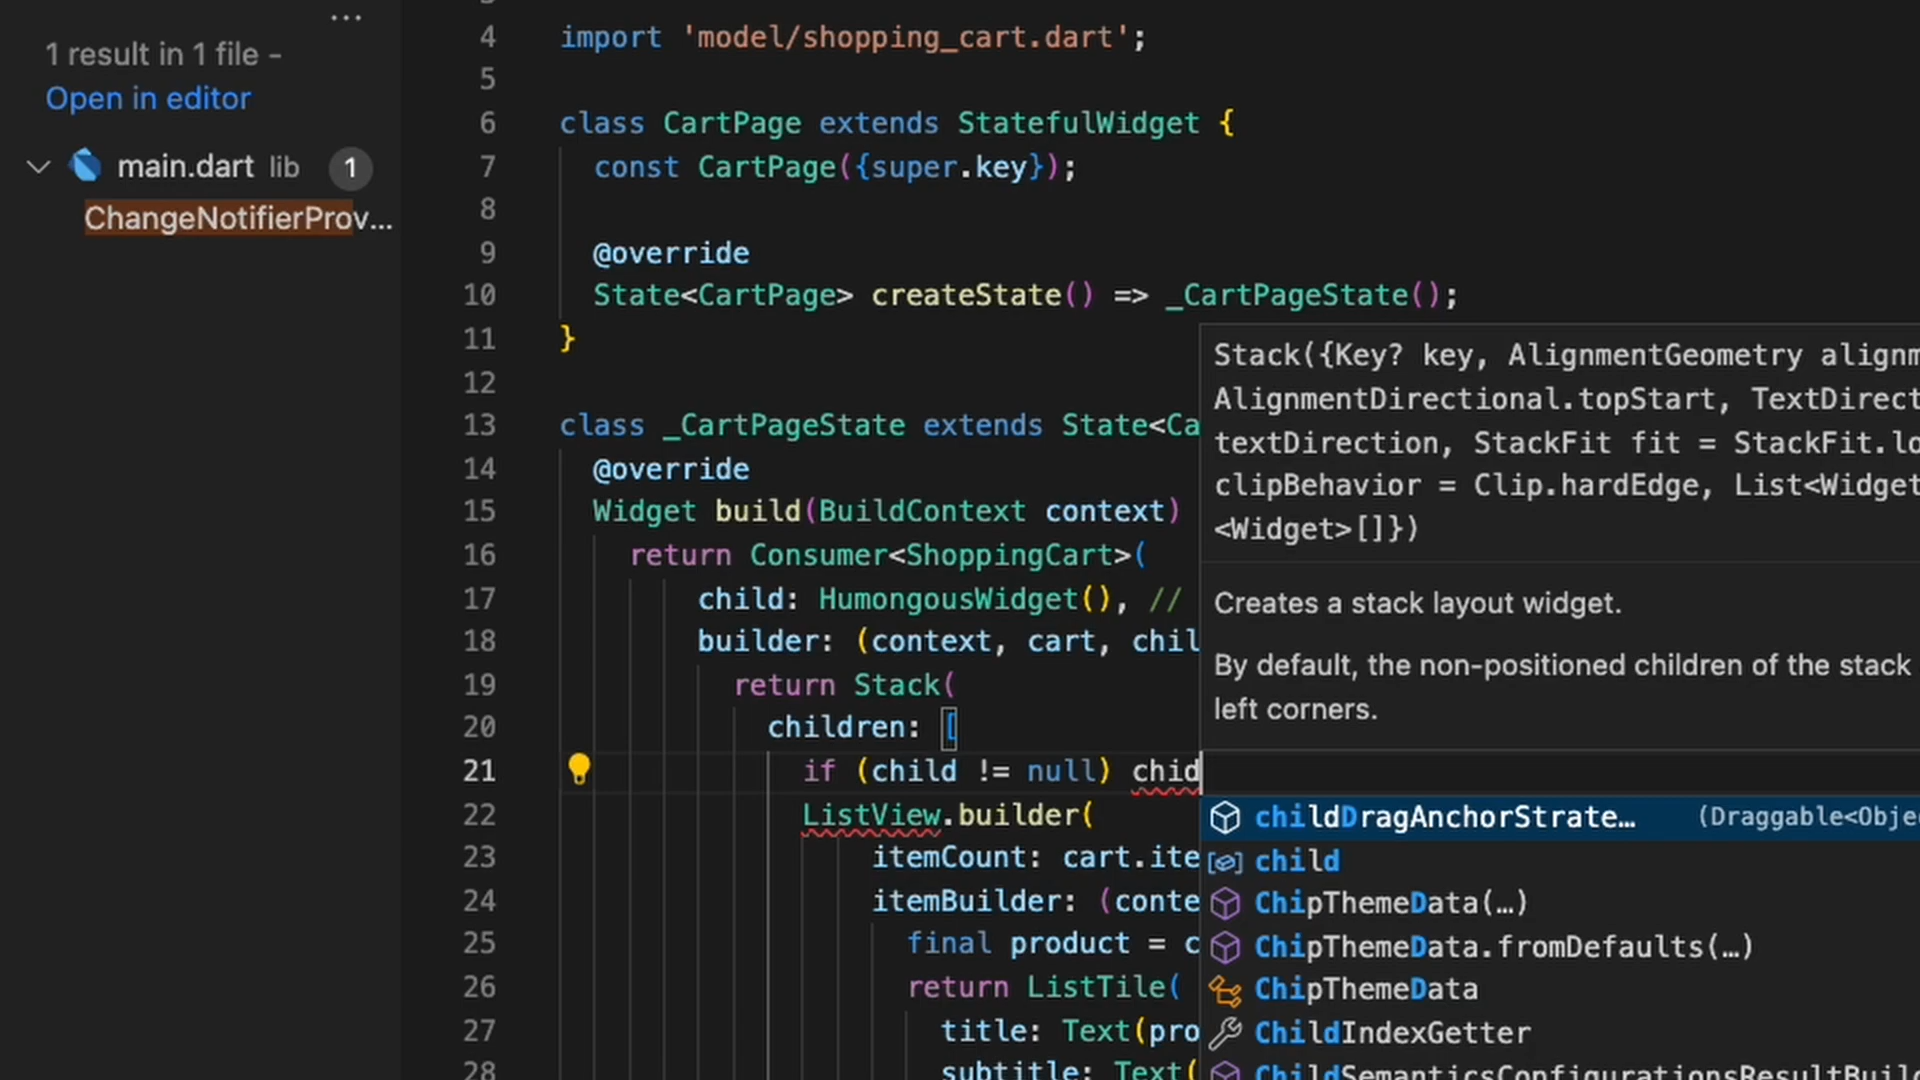 1 result in 1 file -
Open in editor
main.dart lib 1
ChangeNotifierProv...
4 import 'model/shopping_cart.dart';
5
6 class CartPage extends StatefulWidget {
7 const CartPage({super.key});
8
9 @override
10 State<CartPage> createState() => _CartPageState();
11 }
12
13 class _CartPageState extends State<Ca
14 @override
15 Widget build(BuildContext context)
16 return Consumer<ShoppingCart>(
17 child: HumongousWidget(), //
18 builder: (context, cart, chil
19 return Stack(
20 children: [
21 if (child != null) chid
22 ListView.builder(
23 itemCount: cart.ite
24 itemBuilder: (conte
25 final product = c
26 return ListTile(
27 title: Text(pro
28 subtitle: Text(
Stack({Key? key, AlignmentGeometry alignm
AlignmentDirectional.topStart, TextDirect
textDirection, StackFit fit = StackFit.lo
clipBehavior = Clip.hardEdge, List<Widget
<Widget>[]})
Creates a stack layout widget.
By default, the non-positioned children of the stack
left corners.
childDragAnchorStrate… (Draggable<Obje
child
ChipThemeData(…)
ChipThemeData.fromDefaults(…)
ChipThemeData
ChildIndexGetter
ChildSemanticsConfigurationsResultBuil